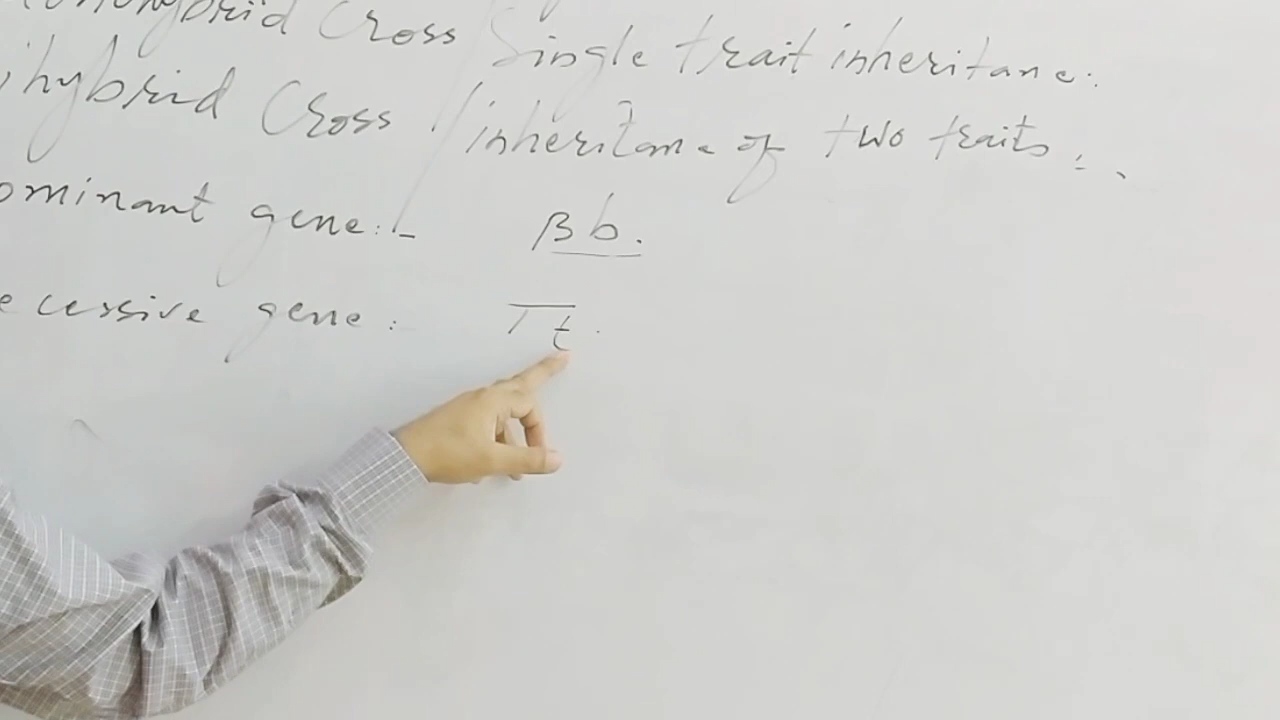 onohybrid Cross / Single trait inheritance:
ihybrid Cross / inheritance of two traits:
ominant gene:- Bb.
ecessive gene: Tt.